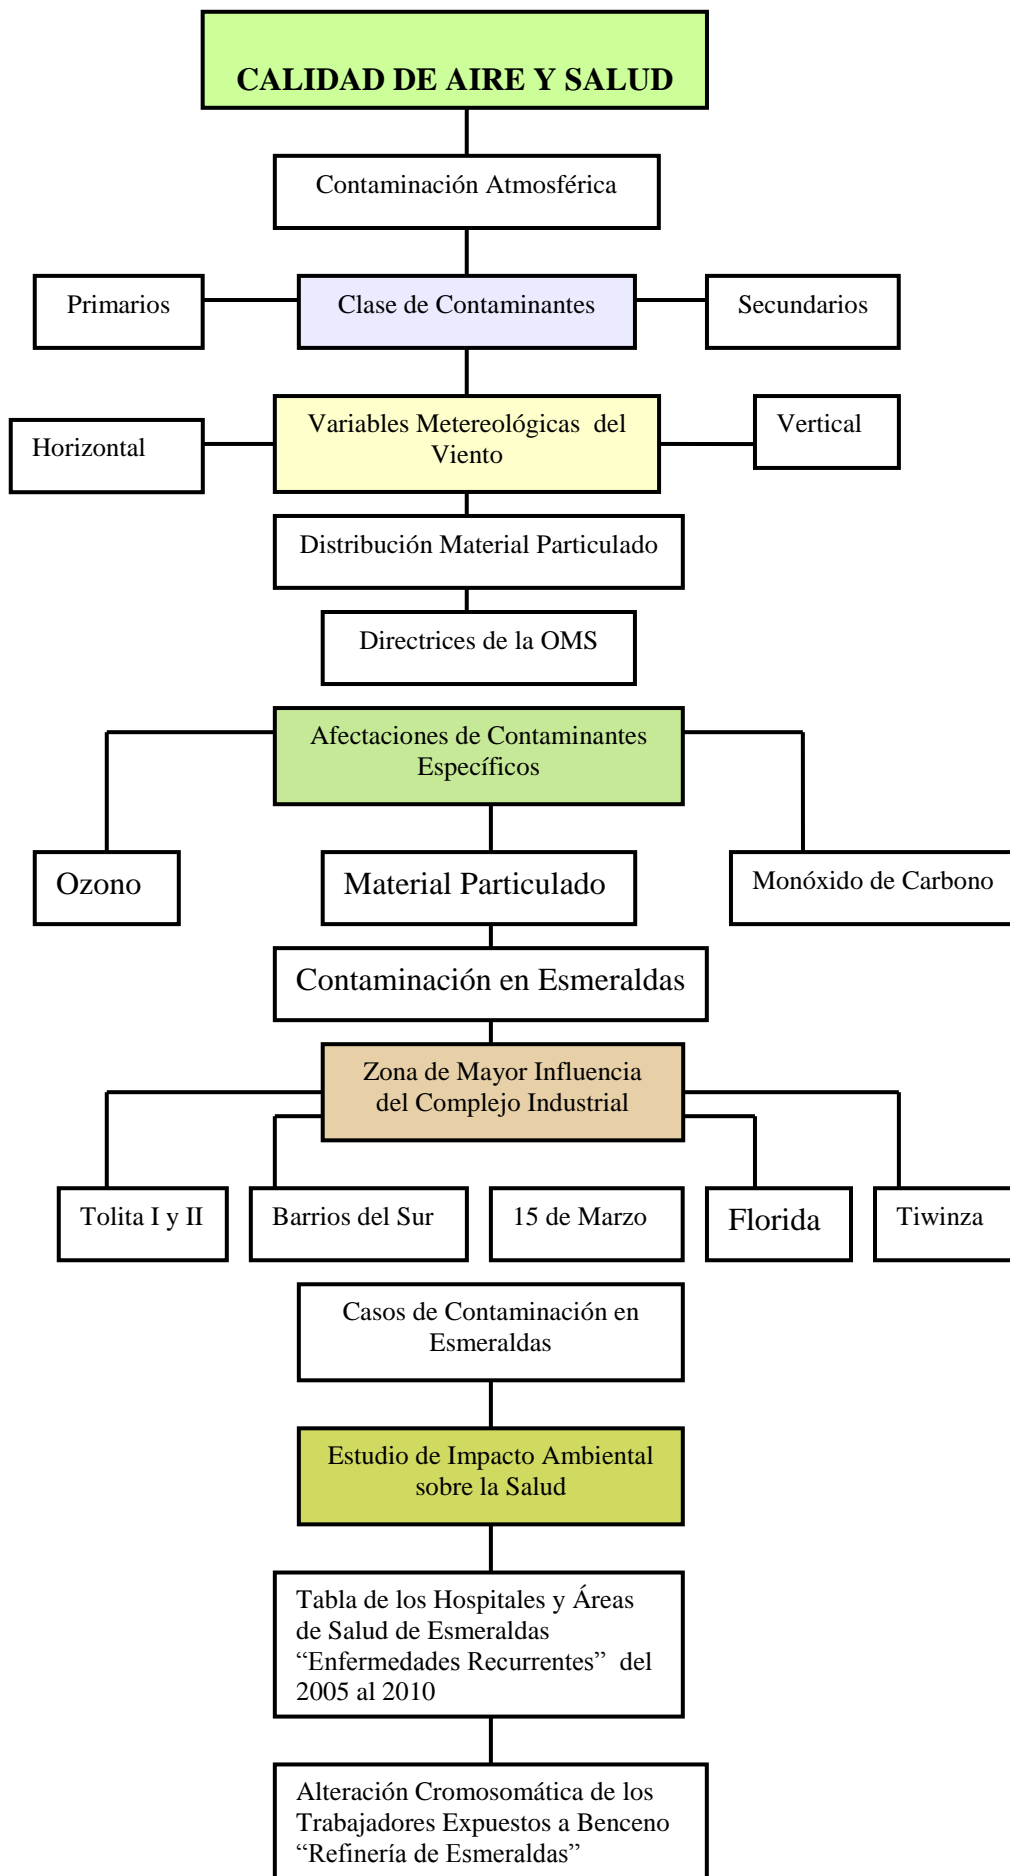 CALIDAD DE AIRE Y SALUD
Contaminación Atmosférica
Primarios
Clase de Contaminantes
Secundarios
Horizontal
Variables Metereológicas del
Viento
Vertical
Distribución Material Particulado
Directrices de la OMS
Afectaciones de Contaminantes
Específicos
Ozono
Material Particulado
Monóxido de Carbono
Contaminación en Esmeraldas
Zona de Mayor Influencia
del Complejo Industrial
Tolita I y II
Barrios del Sur
15 de Marzo
Florida
Tiwinza
Casos de Contaminación en
Esmeraldas
Estudio de Impacto Ambiental
sobre la Salud
Tabla de los Hospitales y Áreas
de Salud de Esmeraldas
“Enfermedades Recurrentes” del
2005 al 2010
Alteración Cromosomática de los
Trabajadores Expuestos a Benceno
“Refinería de Esmeraldas”